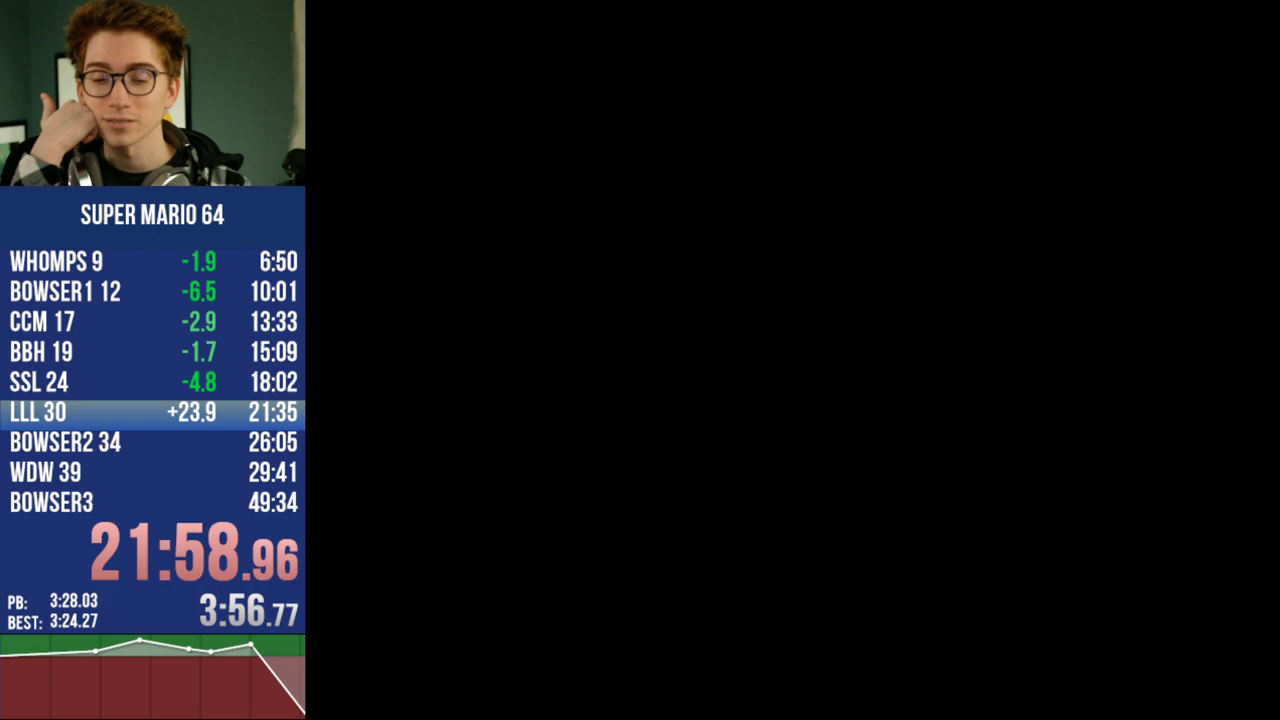 SUPER MARIO 64
WHOMPS 9 -1.9 6:50
BOWSER1 12 -6.5 10:01
CCM 17 -2.9 13:33
BBH 19 -1.7 15:09
SSL 24 -4.8 18:02
LLL 30 +23.9 21:35
BOWSER2 34 26:05
WDW 39 29:41
BOWSER3 49:34
21:58.96
PB: 3:28.03 3:56.77
BEST: 3:24.27